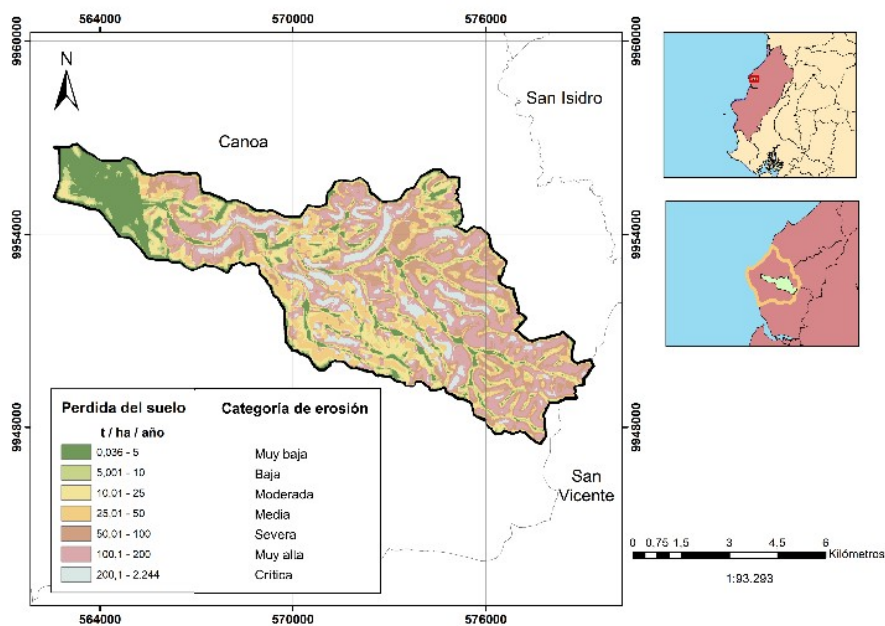 564000 570000 576000
9960000 9960000
N
San Isidro
Canoa
9954000 9954000
Perdida del suelo Categoría de erosión
t / ha / año
0,036 - 5 Muy baja
5,001 - 10 Baja
10,01 - 25 Moderada
25,01 - 50 Media
50,01 - 100 Severa
100,1 - 200 Muy alta
200,1 - 2.244 Crítica
9948000 9948000
San
Vicente
564000 570000 576000
0 0.75 1.5 3 4.5 6
Kilómetros
1:93.293